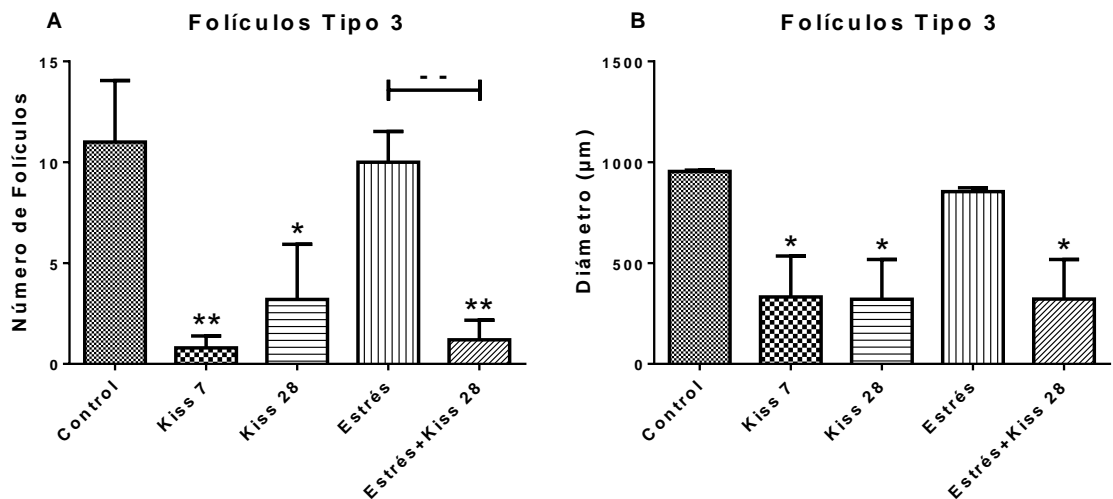 A
Folículos Tipo 3
Número de Folículos
15
10
5
0
**
*
- -
**
Control
Kiss 7
Kiss 28
Estrés
Estrés+Kiss 28
B
Folículos Tipo 3
Diámetro (µm)
1500
1000
500
0
*
*
*
Control
Kiss 7
Kiss 28
Estrés
Estrés+Kiss 28